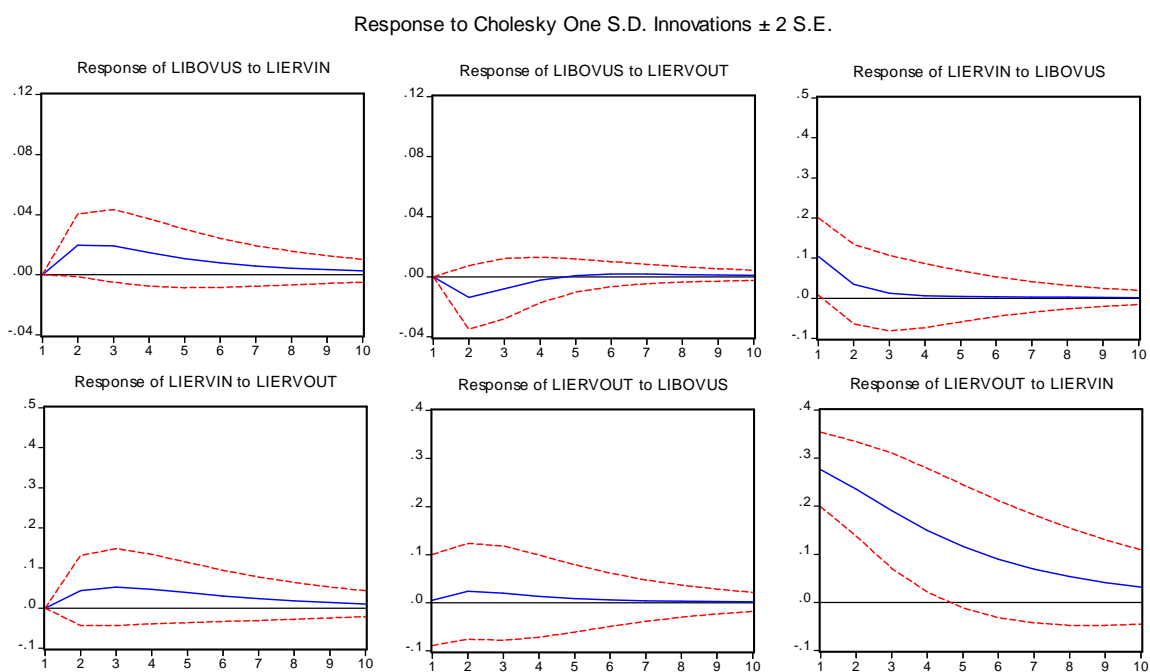 Response to Cholesky One S.D. Innovations ± 2 S.E.
Response of LIBOVUS to LIERVIN
.12
.08
.04
.00
-.04
1 2 3 4 5 6 7 8 9 10
Response of LIBOVUS to LIERVOUT
.12
.08
.04
.00
-.04
1 2 3 4 5 6 7 8 9 10
Response of LIERVIN to LIBOVUS
.5
.4
.3
.2
.1
.0
-.1
1 2 3 4 5 6 7 8 9 10
Response of LIERVIN to LIERVOUT
.5
.4
.3
.2
.1
.0
-.1
1 2 3 4 5 6 7 8 9 10
Response of LIERVOUT to LIBOVUS
.4
.3
.2
.1
.0
-.1
1 2 3 4 5 6 7 8 9 10
Response of LIERVOUT to LIERVIN
.4
.3
.2
.1
.0
-.1
1 2 3 4 5 6 7 8 9 10